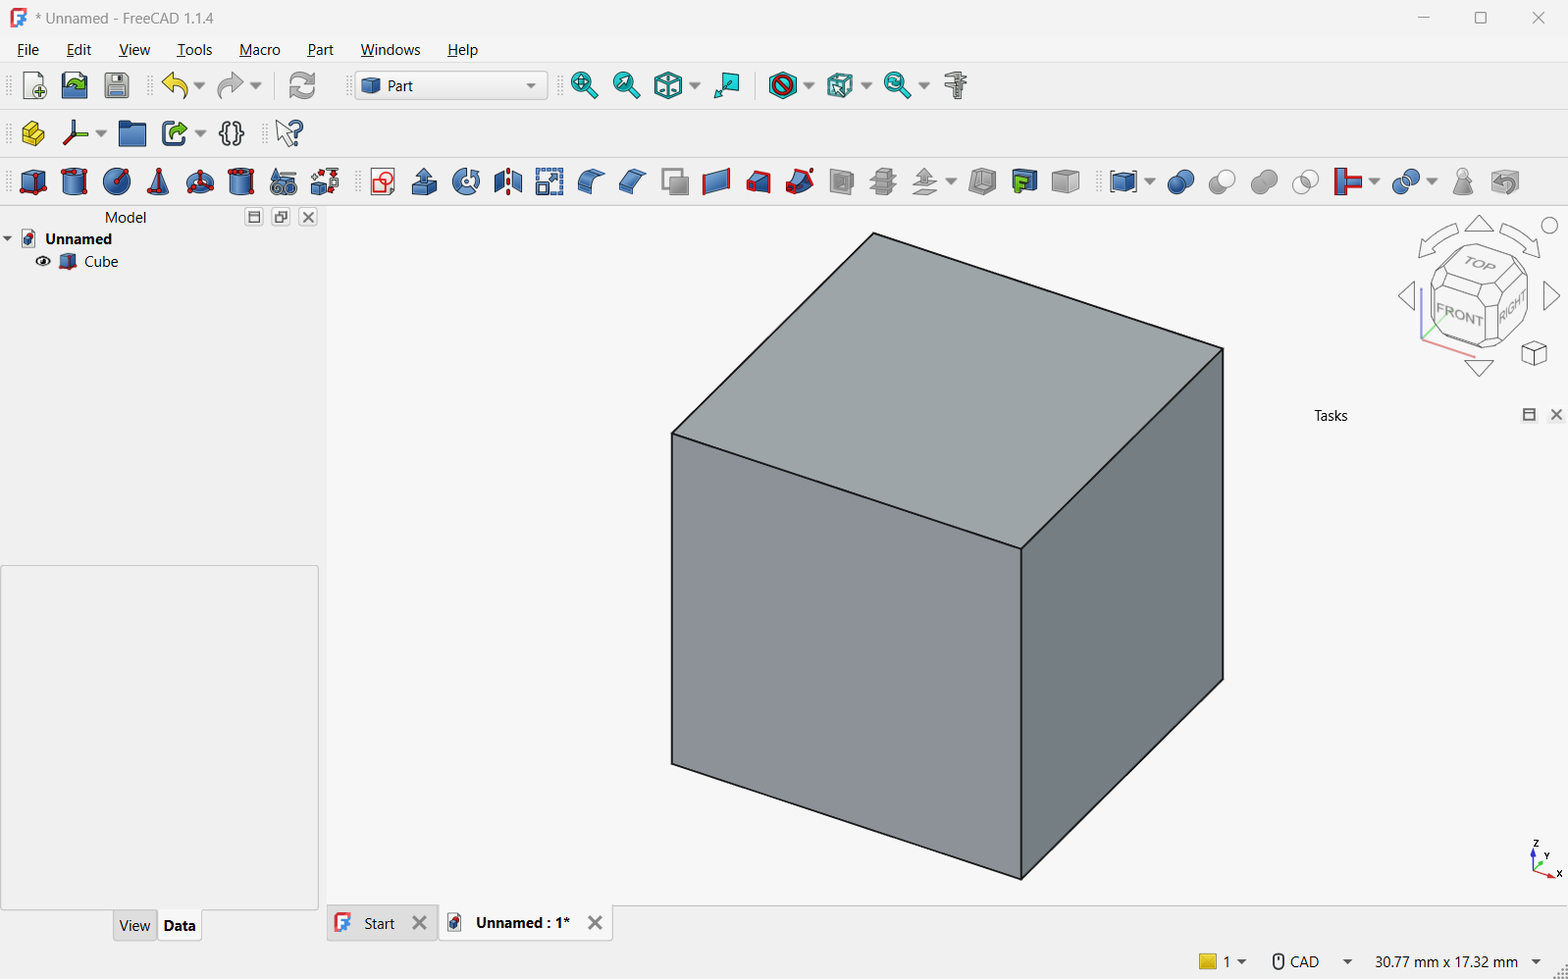 * Unnamed - FreeCAD 1.1.4
File Edit View Tools Macro Part Windows Help
Part
Model
Unnamed
Cube
TOP
FRONT
RIGHT
Tasks
Z
Y
X
View Data
Start
Unnamed : 1*
1
CAD
30.77 mm x 17.32 mm